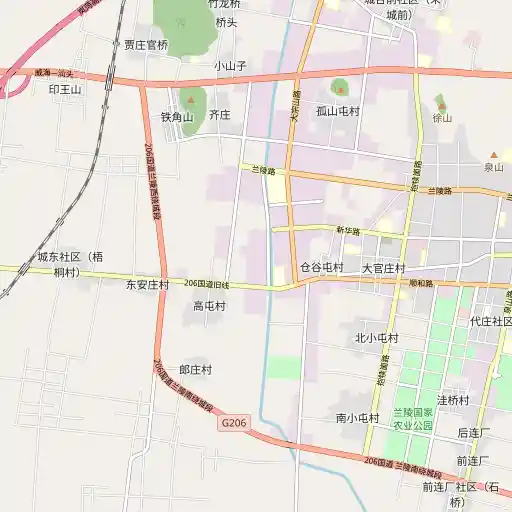 竹龙桥
桥头
城前)
贾庄官桥
小山子
威海—汕头
印王山
大宗山路
孤山屯村
铁角山
齐庄
徐山
206国道兰陵西绕城段
泉山
兰陵路
兰陵路
新华路
城东社区（梧
桐村）
仓谷屯村
大官庄村
东安庄村
206国道旧线
顺和路
高屯村
代庄社区
北小屯村
郎庄村
206国道兰陵南绕城段
洼桥村
兰陵国家
农业公园
南小屯村
G206
后连厂
206国道 兰陵南绕城段
前连厂
前连厂社区（石
桥）